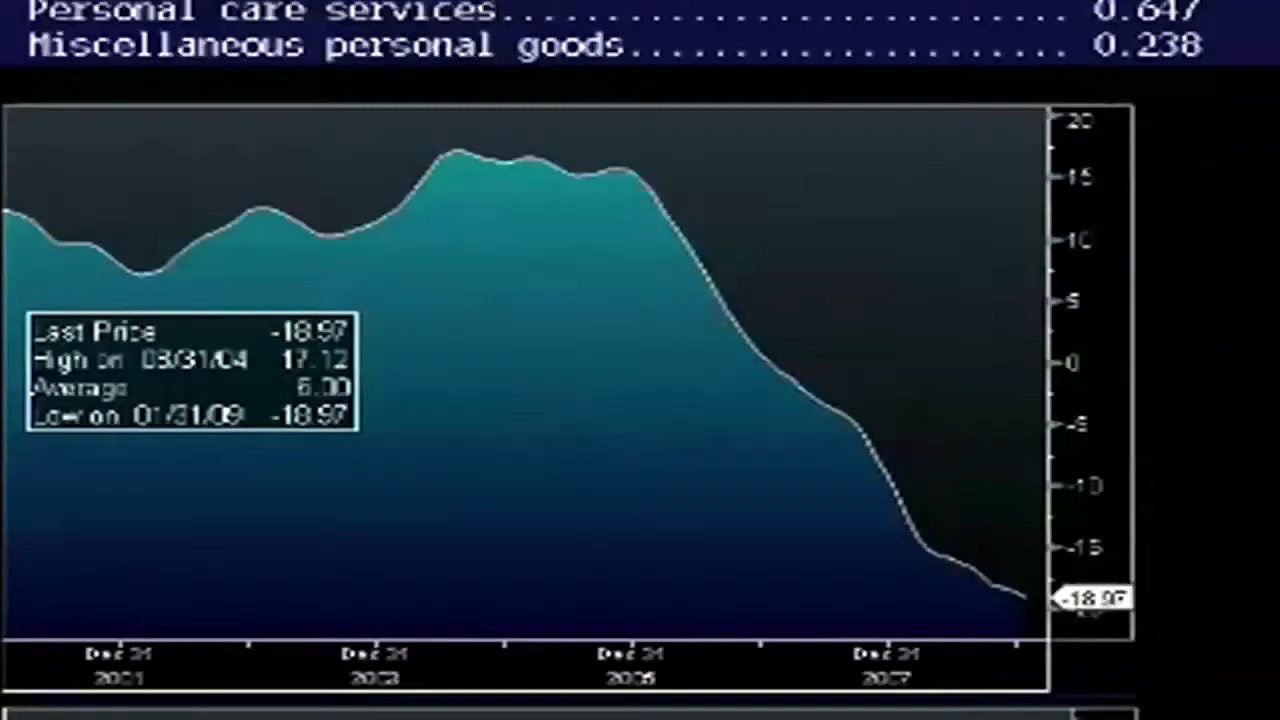 Personal care services................................ 0.647
Miscellaneous personal goods......................... 0.238
20
15
10
5
0
-5
-10
-15
-18.97
Last Price -18.97
High on 03/31/04 17.12
Average 6.00
Low on 01/31/09 -18.97
Dec 31 Dec 31 Dec 31 Dec 31
2001 2003 2005 2007